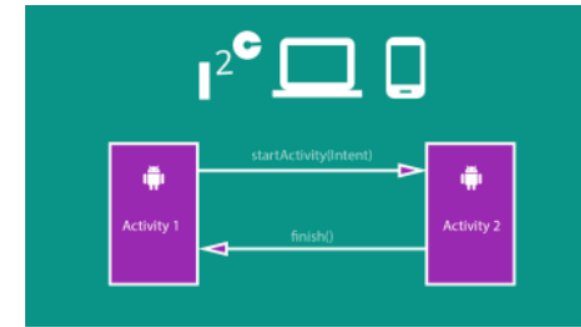 I²C
startActivity(Intent)
Activity 1
Activity 2
finish()